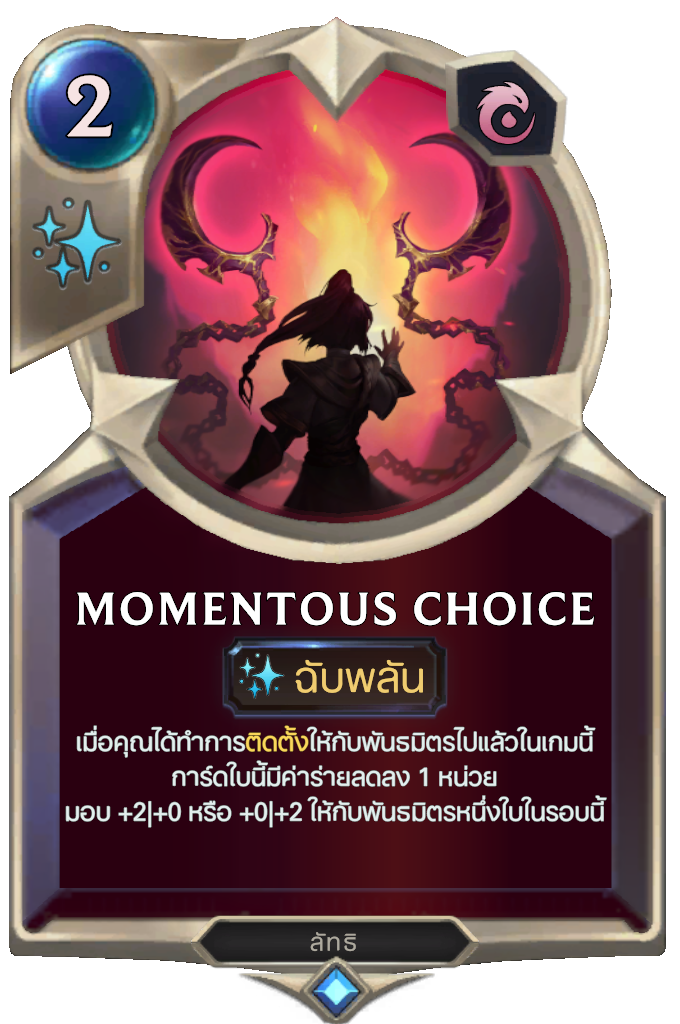 2
MOMENTOUS CHOICE
ฉับพลัน
เมื่อคุณได้ทำการติดตั้งให้กับพันธมิตรไปแล้วในเกมนี้
การ์ดใบนี้มีค่าร่ายลดลง 1 หน่วย
มอบ +2|+0 หรือ +0|+2 ให้กับพันธมิตรหนึ่งใบในรอบนี้
ลัทธิ